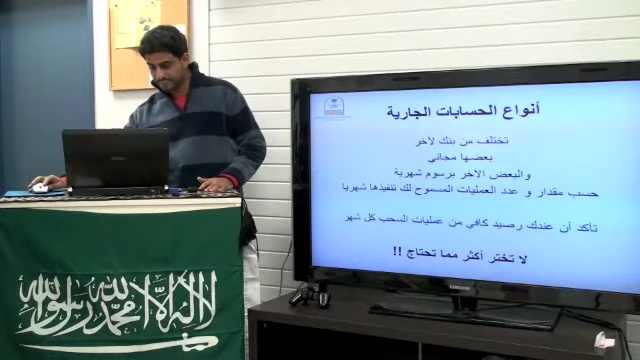 أنواع الحسابات الجارية
تختلف من بنك لآخر
بعضها مجاني
والبعض الآخر برسوم شهرية
حسب مقدار و عدد العمليات المسموح لك تنفيذها شهريا
تأكد أن عندك رصيد كافي من عمليات السحب كل شهر
لا تختر أكثر مما تحتاج !!
SAMSUNG
لا إله إلا الله محمد رسول الله